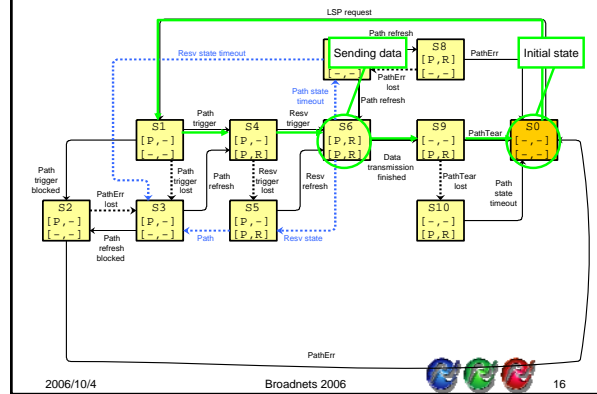 LSP request
Path refresh
Resv state timeout
Sending data
S8
[P,R]
[-,-]
PathErr
Initial state
[-,-]
PathErr
lost
Path state
timeout
Path refresh
Path
trigger
Resv
trigger
S1
[P,-]
[-,-]
S4
[P,-]
[P,-]
S6
[P,R]
[P,R]
S9
[-,-]
[P,R]
PathTear
S0
[-,-]
[-,-]
Path
trigger
blocked
Path
trigger
lost
Path
refresh
Resv
trigger
lost
Resv
refresh
Data
transmission
finished
PathTear
lost
Path
state
timeout
PathErr
lost
S2
[P,-]
[-,-]
S3
[P,-]
[-,-]
S5
[P,R]
[P,-]
S10
[-,-]
[P,R]
Path
refresh
blocked
Path
Resv state
PathErr
2006/10/4
Broadnets 2006
16